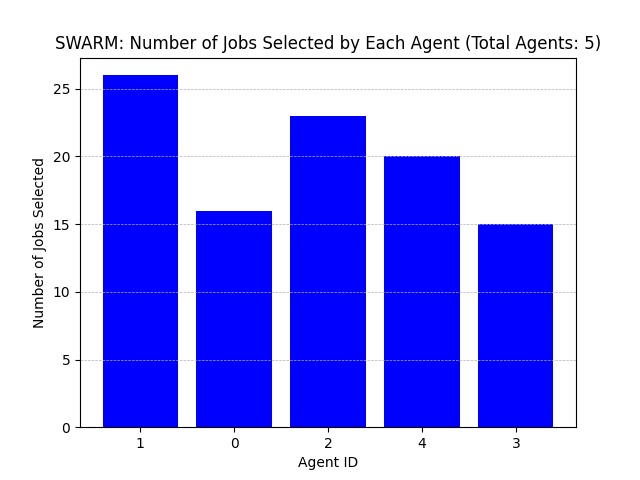 SWARM: Number of Jobs Selected by Each Agent (Total Agents: 5)
Number of Jobs Selected
25
20
15
10
5
0
1 0 2 4 3
Agent ID